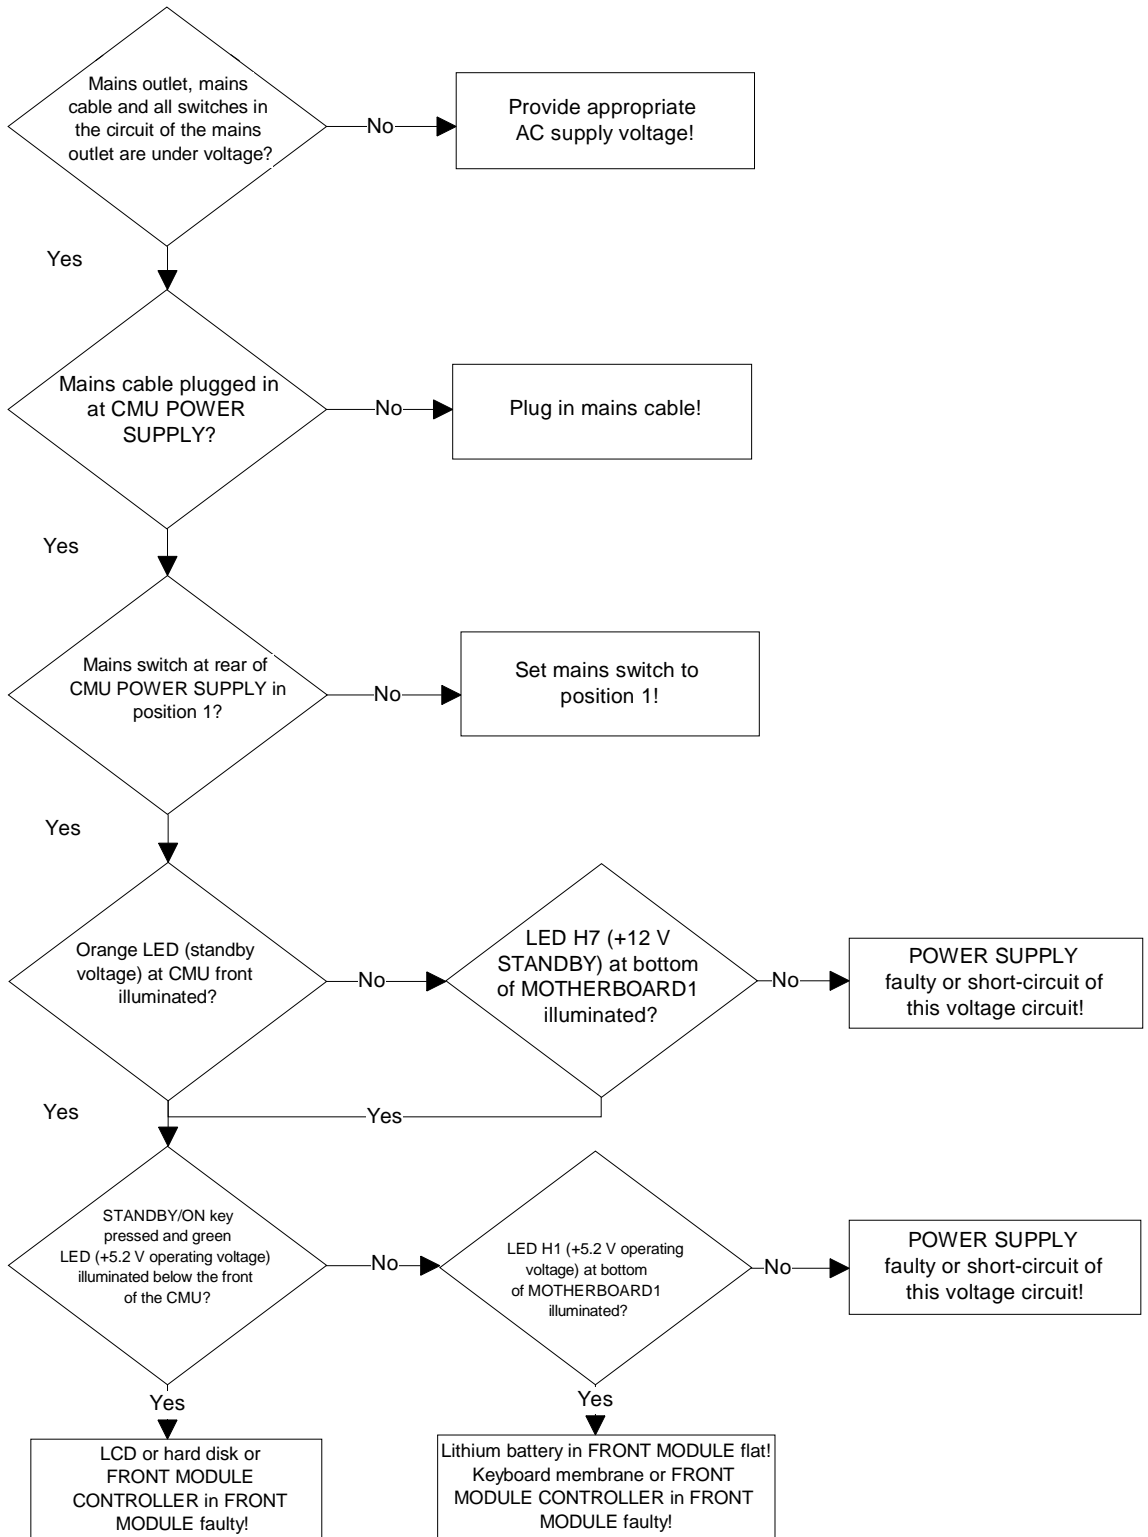 Mains outlet, mains
cable and all switches in
the circuit of the mains
outlet are under voltage?
No
Provide appropriate
AC supply voltage!
Yes
Mains cable plugged in
at CMU POWER
SUPPLY?
No
Plug in mains cable!
Yes
Mains switch at rear of
CMU POWER SUPPLY in
position 1?
No
Set mains switch to
position 1!
Yes
Orange LED (standby
voltage) at CMU front
illuminated?
No
LED H7 (+12 V
STANDBY) at bottom
of MOTHERBOARD1
illuminated?
No
POWER SUPPLY
faulty or short-circuit of
this voltage circuit!
Yes
Yes
STANDBY/ON key
pressed and green
LED (+5.2 V operating voltage)
illuminated below the front
of the CMU?
No
LED H1 (+5.2 V operating
voltage) at bottom
of MOTHERBOARD1
illuminated?
No
POWER SUPPLY
faulty or short-circuit of
this voltage circuit!
Yes
Yes
LCD or hard disk or
FRONT MODULE
CONTROLLER in FRONT
MODULE faulty!
Lithium battery in FRONT MODULE flat!
Keyboard membrane or FRONT
MODULE CONTROLLER in FRONT
MODULE faulty!